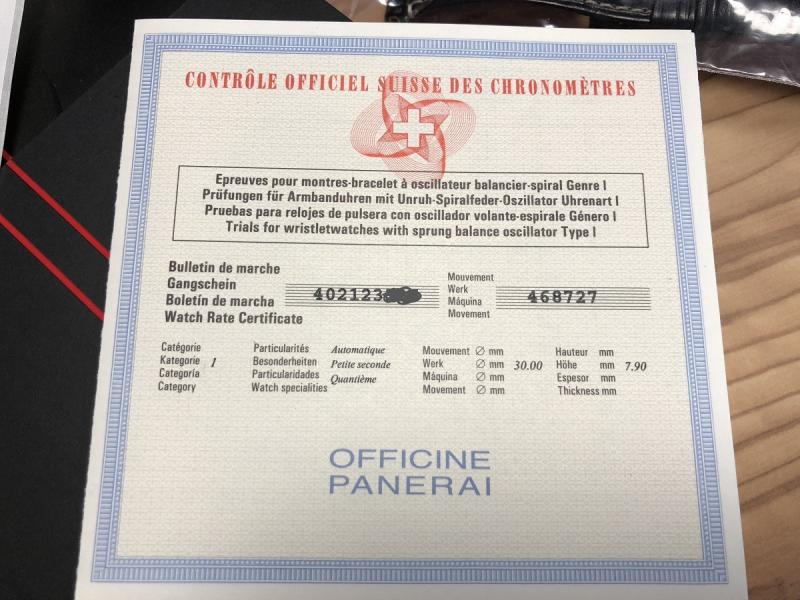 CONTRÔLE OFFICIEL SUISSE DES CHRONOMÈTRES
Epreuves pour montres-bracelet à oscillateur balancier-spiral Genre I
Prüfungen für Armbanduhren mit Unruh-Spiralfeder-Oszillator Uhrenart I
Pruebas para relojes de pulsera con oscillador volante-espirale Género I
Trials for wristletwatches with sprung balance oscillator Type I
Bulletin de marche
Gangschein
Boletín de marcha
Watch Rate Certificate
402123
Mouvement
Werk
Máquina
Movement
468727
Catégorie
Kategorie 1
Categoría
Category
Particularités Automatique
Besonderheiten Petite seconde
Particularidades Quantième
Watch specialities
Mouvement ∅ mm
Werk ∅ mm 30.00
Máquina ∅ mm
Movement ∅ mm
Hauteur mm
Höhe mm 7.90
Espesor mm
Thickness mm
OFFICINE
PANERAI